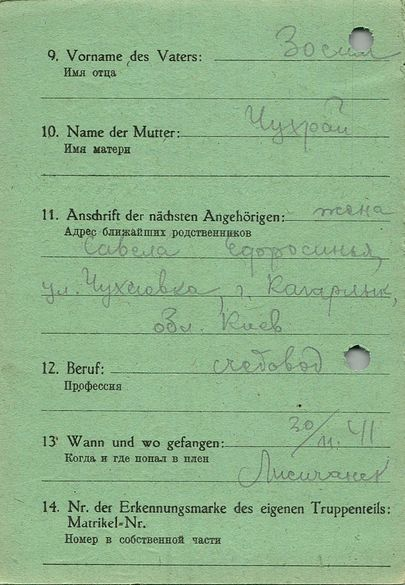 9. Vorname des Vaters: Зосим
Имя отца
10. Name der Mutter: Чухрай
Имя матери
11. Anschrift der nächsten Angehörigen: жена
Адрес ближайших родственников
Савела Ефросинья,
ул. г. Кагарлык,
обл. Киев
12. Beruf: счетовод
Профессия
13 Wann und wo gefangen: 30/11. 41
Когда и где попал в плен
Лисичанск
14. Nr. der Erkennungsmarke des eigenen Truppenteils:
Matrikel-Nr.
Номер в собственной части